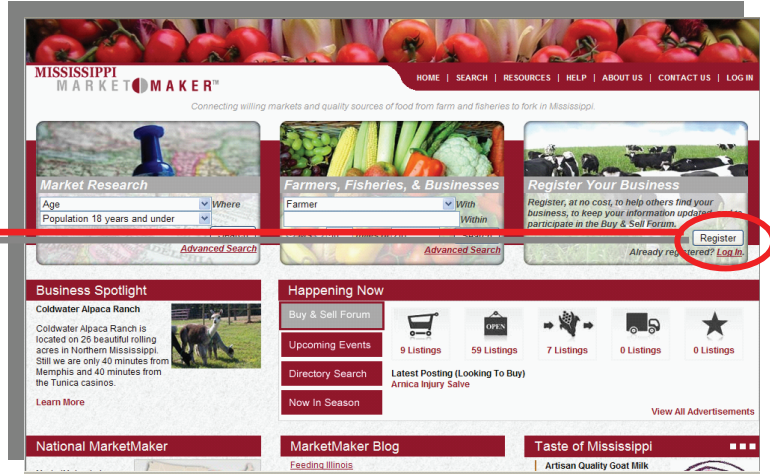 MISSISSIPPI
MARKET MAKER™
HOME | SEARCH | RESOURCES | HELP | ABOUT US | CONTACT US | LOG IN
Connecting willing markets and quality sources of food from farm and fisheries to fork in Mississippi.
Market Research
Age
Where
Population 18 years and under
Advanced Search
Farmers, Fisheries, & Businesses
Farmer
With
Within
Advanced Search
Register Your Business
Register, at no cost, to help others find your
business, to keep your information updated,
participate in the Buy & Sell Forum.
Register
Already registered? Log In.
Business Spotlight
Coldwater Alpaca Ranch
Coldwater Alpaca Ranch is
located on 26 beautiful rolling
acres in Northern Mississippi.
Still we are only 40 minutes from
Memphis and 40 minutes from
the Tunica casinos.
Learn More
Happening Now
Buy & Sell Forum
Upcoming Events
Directory Search
Now In Season
OPEN
9 Listings
59 Listings
7 Listings
0 Listings
0 Listings
Latest Posting (Looking To Buy)
Arnica Injury Salve
View All Advertisements
National MarketMaker
MarketMaker Blog
Feeding Illinois
Taste of Mississippi
Artisan Quality Goat Milk